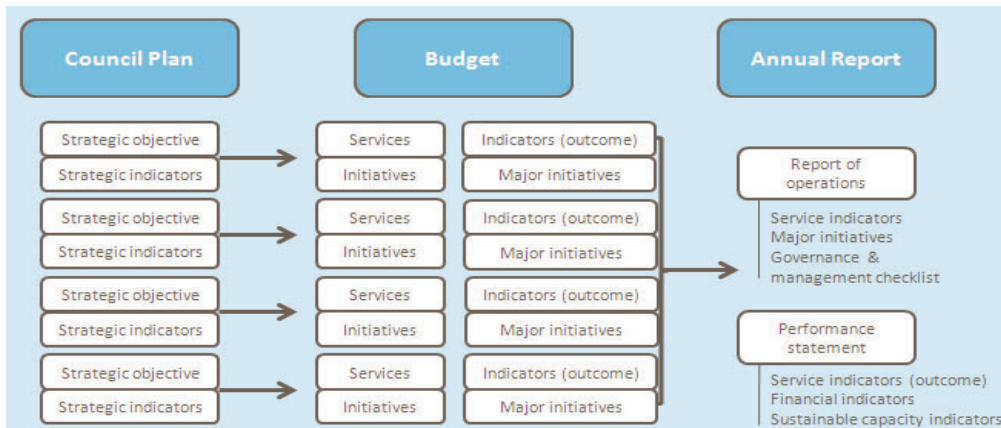 Council Plan
Budget
Annual Report
Strategic objective
Strategic indicators
Services
Initiatives
Indicators (outcome)
Major initiatives
Strategic objective
Strategic indicators
Services
Initiatives
Indicators (outcome)
Major initiatives
Strategic objective
Strategic indicators
Services
Initiatives
Indicators (outcome)
Major initiatives
Strategic objective
Strategic indicators
Services
Initiatives
Indicators (outcome)
Major initiatives
Report of
operations
Service indicators
Major initiatives
Governance &
management checklist
Performance
statement
Service indicators (outcome)
Financial indicators
Sustainable capacity indicators